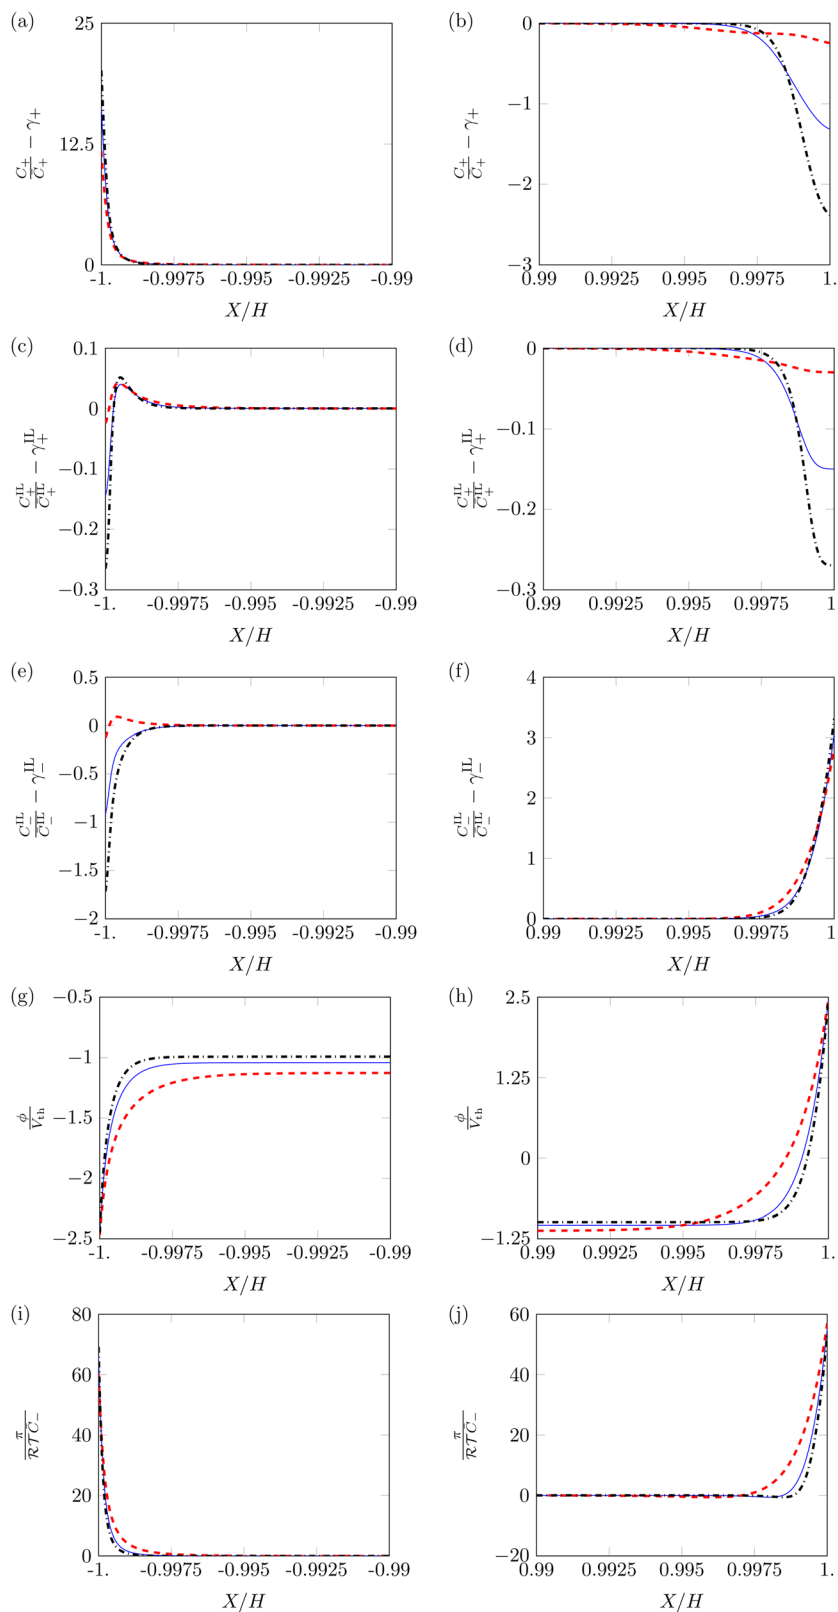 (a)
25
12.5
0
-1. -0.9975 -0.995 -0.9925 -0.99
X/H
C₊/C̅₊ − γ₊
(b)
0
−1
−2
−3
0.99 0.9925 0.995 0.9975 1.
X/H
C₊/C̅₊ − γ₊
(c)
0.1
0
−0.1
−0.2
−0.3
-1. -0.9975 -0.995 -0.9925 -0.99
X/H
C₊^IL/C̅₊^IL − γ₊^IL
(d)
0
−0.1
−0.2
−0.3
0.99 0.9925 0.995 0.9975 1.
X/H
C₊^IL/C̅₊^IL − γ₊^IL
(e)
0.5
0
−0.5
−1
−1.5
−2
-1. -0.9975 -0.995 -0.9925 -0.99
X/H
C₋^IL/C̅₋^IL − γ₋^IL
(f)
4
3
2
1
0
0.99 0.9925 0.995 0.9975 1.
X/H
C₋^IL/C̅₋^IL − γ₋^IL
(g)
−0.5
−1
−1.5
−2
−2.5
-1. -0.9975 -0.995 -0.9925 -0.99
X/H
ϕ/V_th
(h)
2.5
1.25
0
−1.25
0.99 0.9925 0.995 0.9975 1.
X/H
ϕ/V_th
(i)
80
60
40
20
0
-1. -0.9975 -0.995 -0.9925 -0.99
X/H
π/ℛ𝒯C̅₋
(j)
60
40
20
0
−20
0.99 0.9925 0.995 0.9975 1.
X/H
π/ℛ𝒯C̅₋